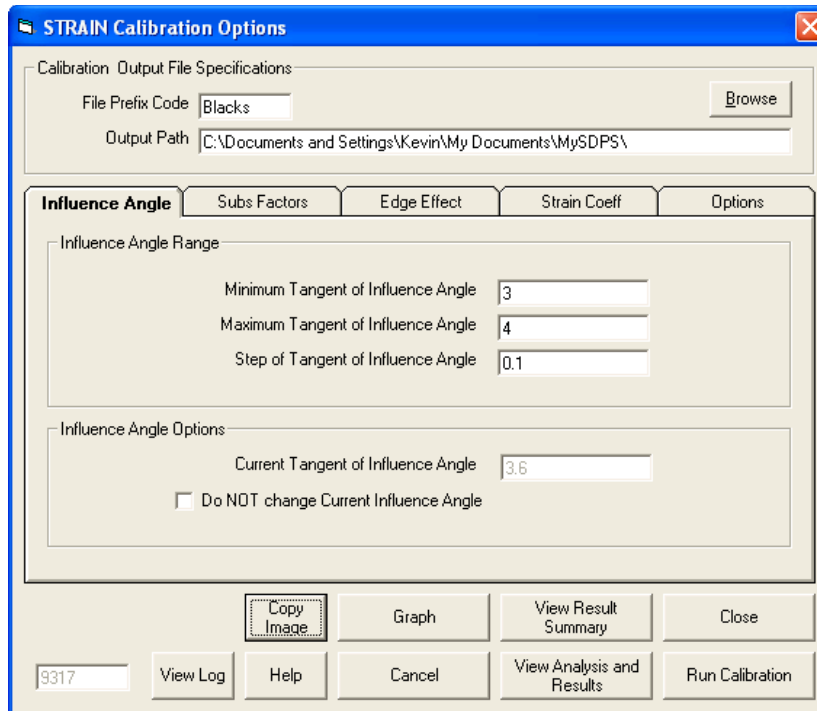 STRAIN Calibration Options
Calibration Output File Specifications
File Prefix Code Blacks
Browse
Output Path C:\Documents and Settings\Kevin\My Documents\MySDPS\
Influence Angle Subs Factors Edge Effect Strain Coeff Options
Influence Angle Range
Minimum Tangent of Influence Angle 3
Maximum Tangent of Influence Angle 4
Step of Tangent of Influence Angle 0.1
Influence Angle Options
Current Tangent of Influence Angle 3.6
Do NOT change Current Influence Angle
Copy
Image
Graph
View Result
Summary
Close
9317
View Log
Help
Cancel
View Analysis and
Results
Run Calibration